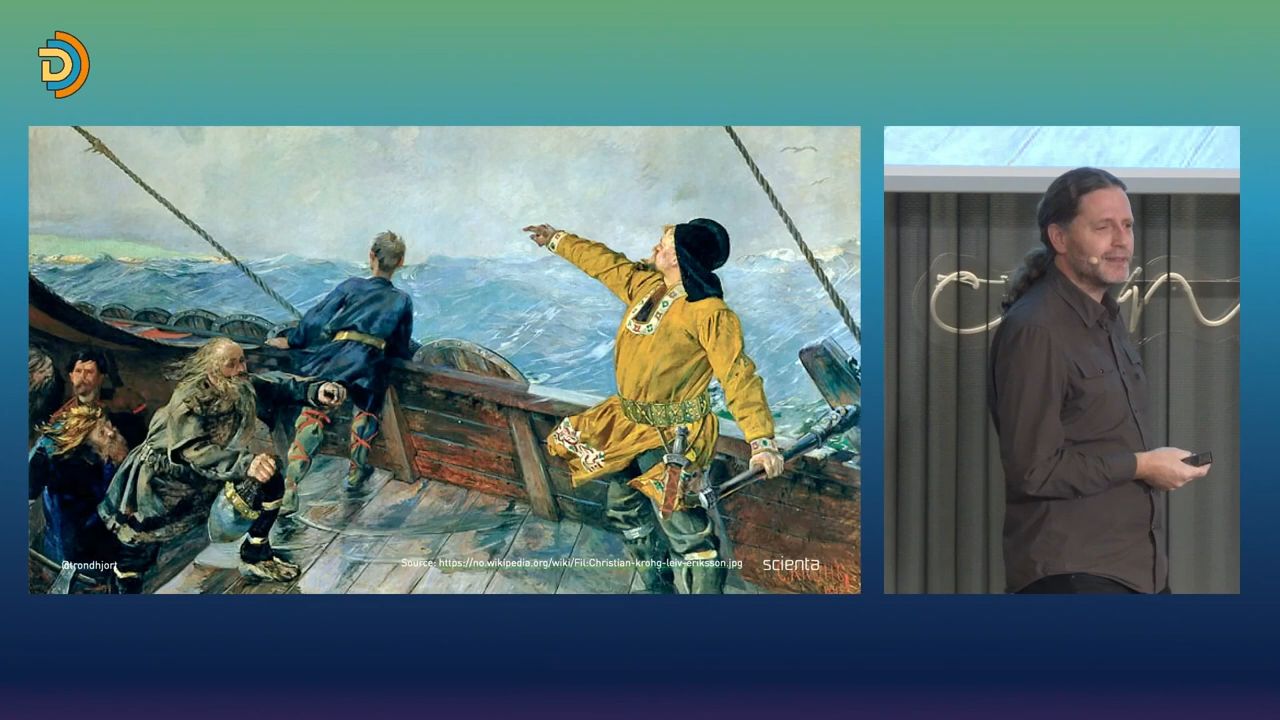 @trondhjort
Source: https://no.wikipedia.org/wiki/Fil:Christian-krohg-leiv-eriksson.jpg
scienta